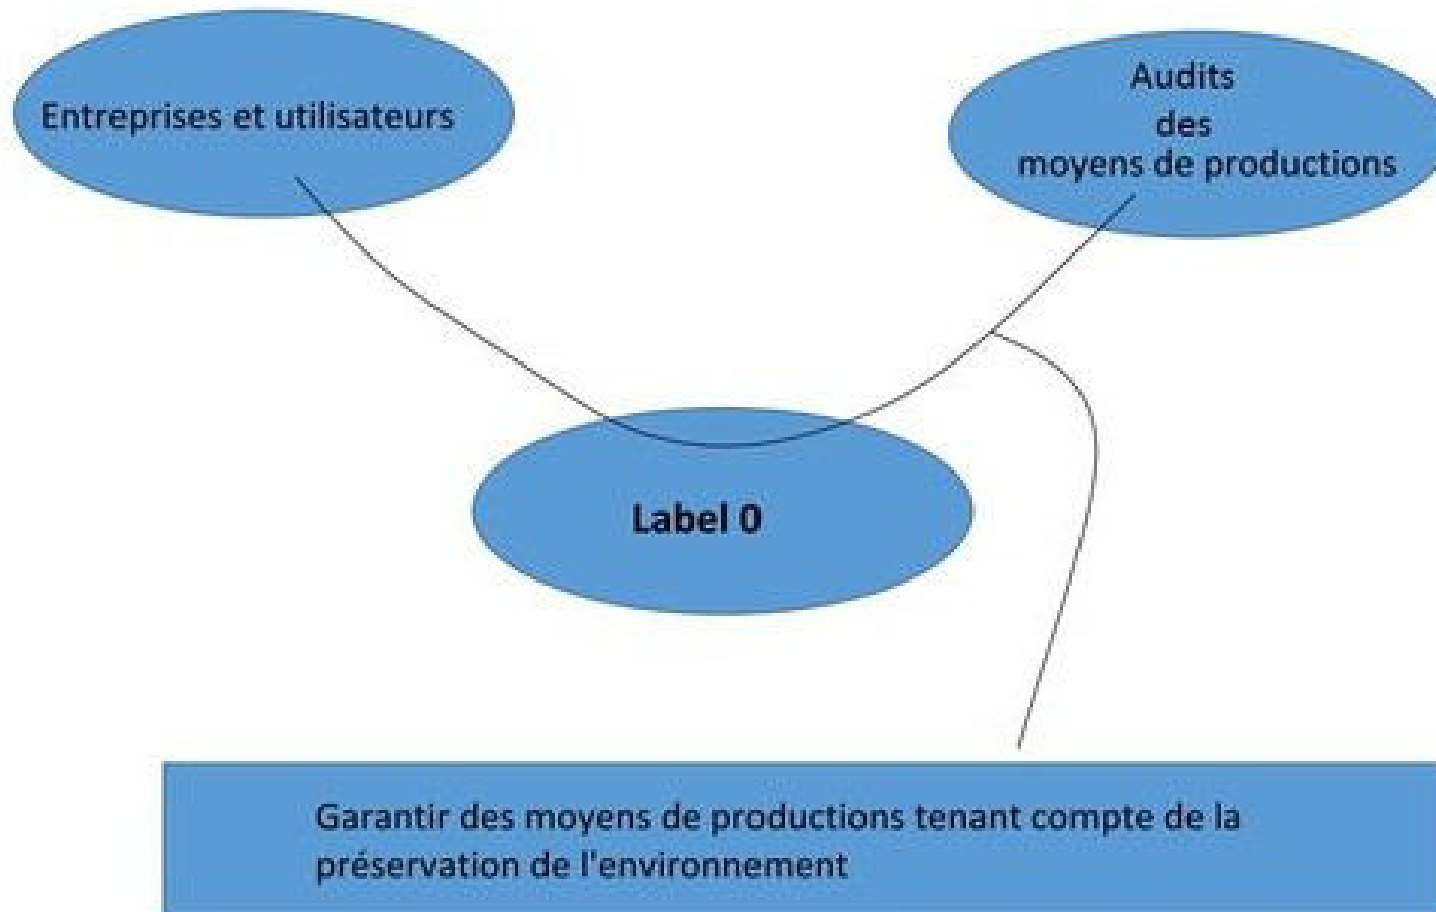 Entreprises et utilisateurs
Audits
des
moyens de productions
Label 0
Garantir des moyens de productions tenant compte de la
préservation de l'environnement